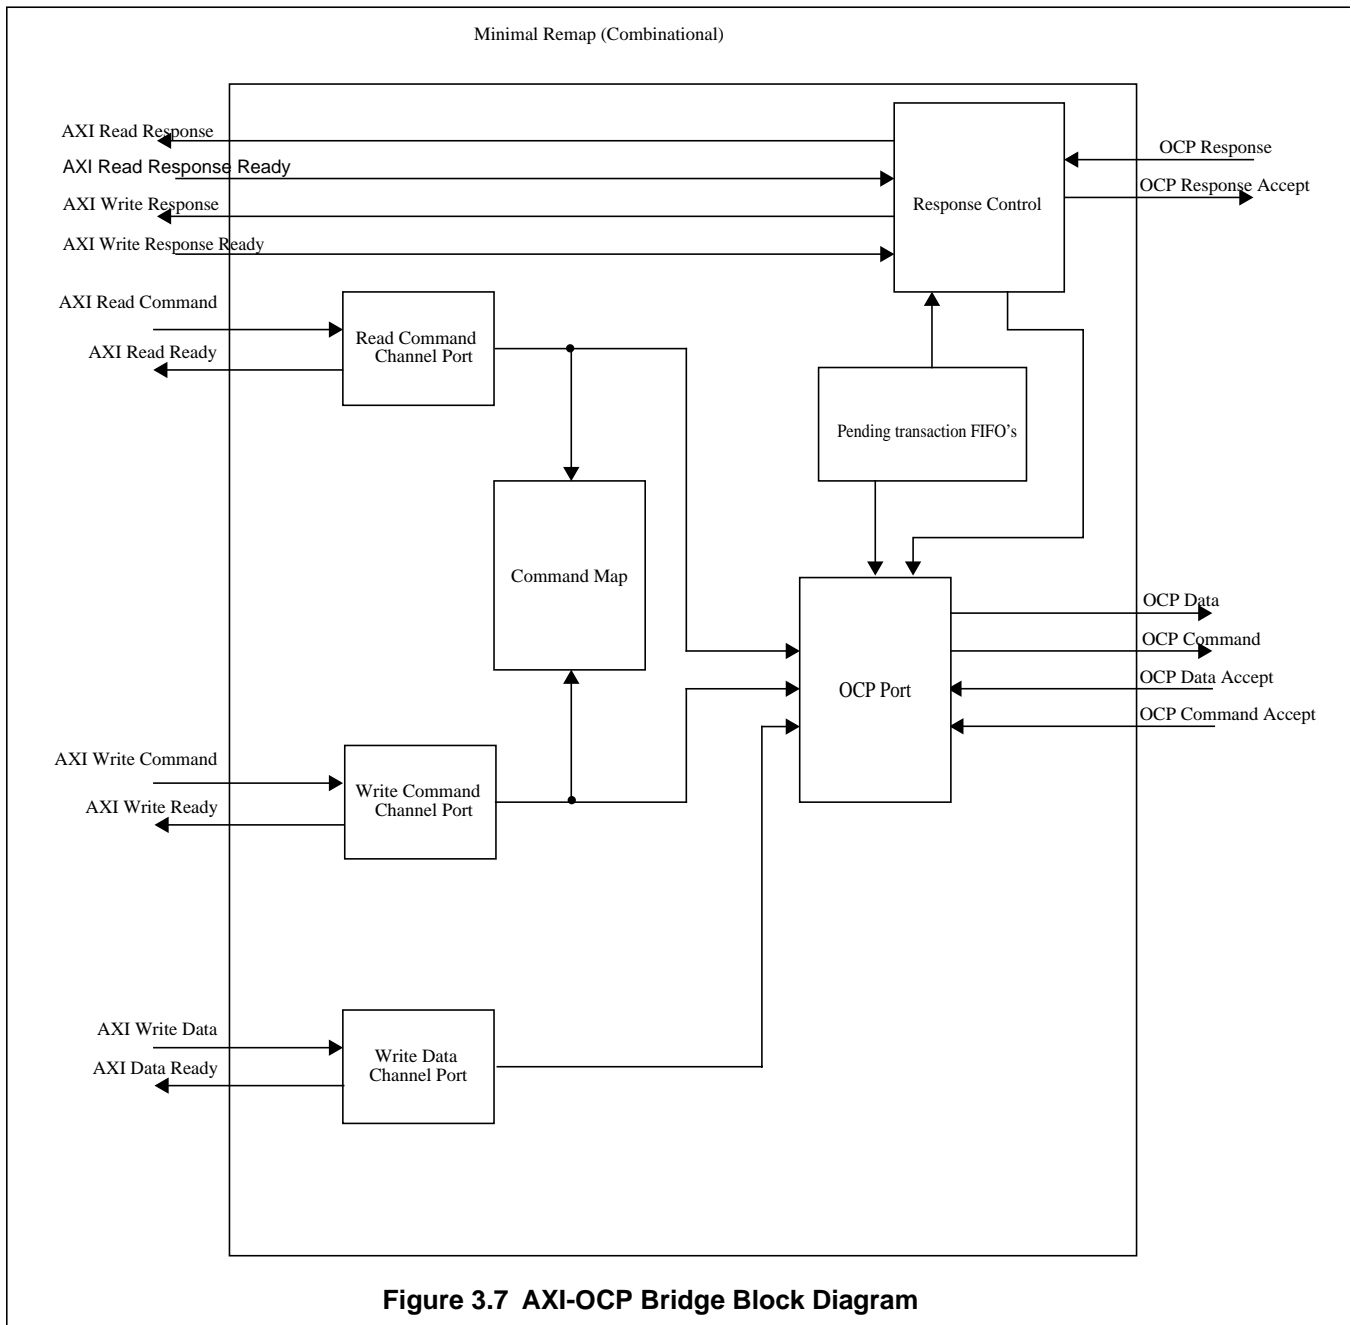 Minimal Remap (Combinational)
AXI Read Response
AXI Read Response Ready
AXI Write Response
AXI Write Response Ready
OCP Response
OCP Response Accept
Response Control
AXI Read Command
AXI Read Ready
Read Command
Channel Port
Pending transaction FIFO's
Command Map
OCP Port
OCP Data
OCP Command
OCP Data Accept
OCP Command Accept
AXI Write Command
AXI Write Ready
Write Command
Channel Port
AXI Write Data
AXI Data Ready
Write Data
Channel Port
Figure 3.7 AXI-OCP Bridge Block Diagram